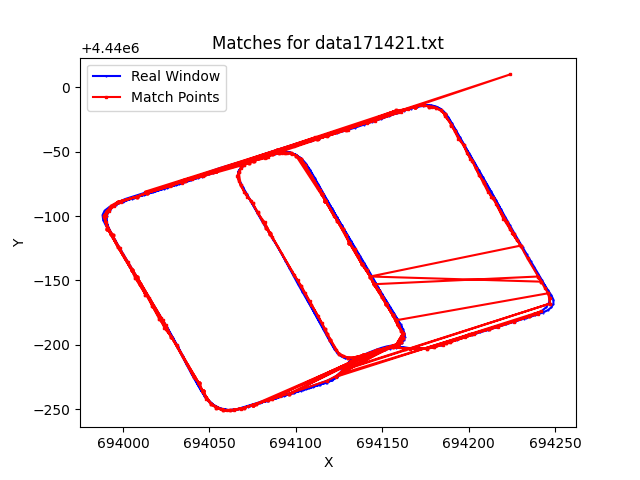 Matches for data171421.txt
+4.44e6
Real Window
Match Points
0
−50
−100
−150
−200
−250
Y
694000
694050
694100
694150
694200
694250
X